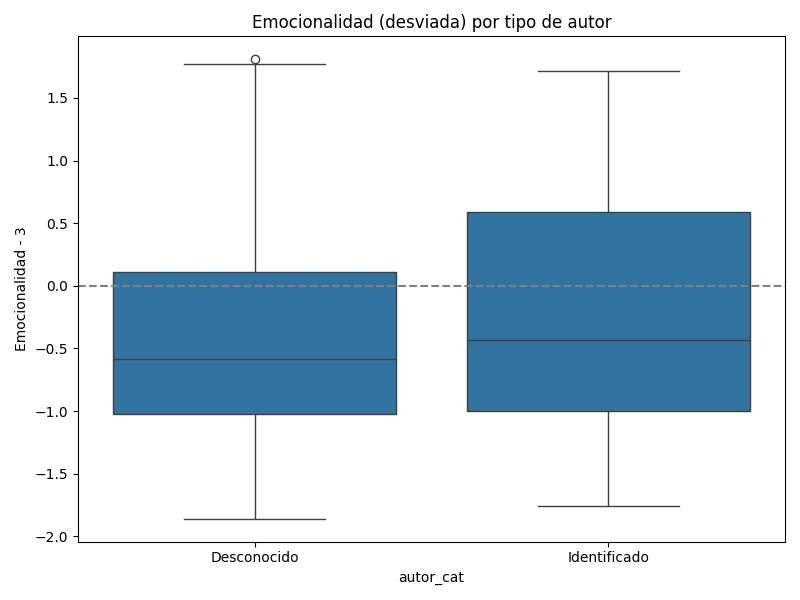 Emocionalidad (desviada) por tipo de autor
Emocionalidad - 3
1.5
1.0
0.5
0.0
−0.5
−1.0
−1.5
−2.0
Desconocido
Identificado
autor_cat